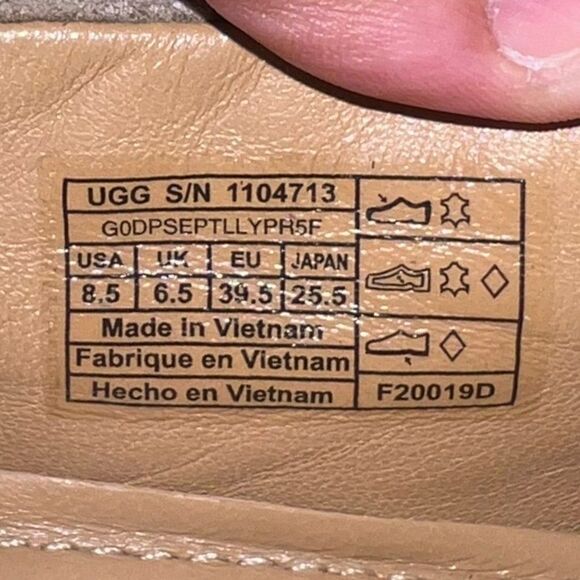 UGG S/N 1104713
G0DPSEPTLLYPR5F
USA UK EU JAPAN
8.5 6.5 39.5 25.5
Made in Vietnam
Fabrique en Vietnam
Hecho en Vietnam
F20019D